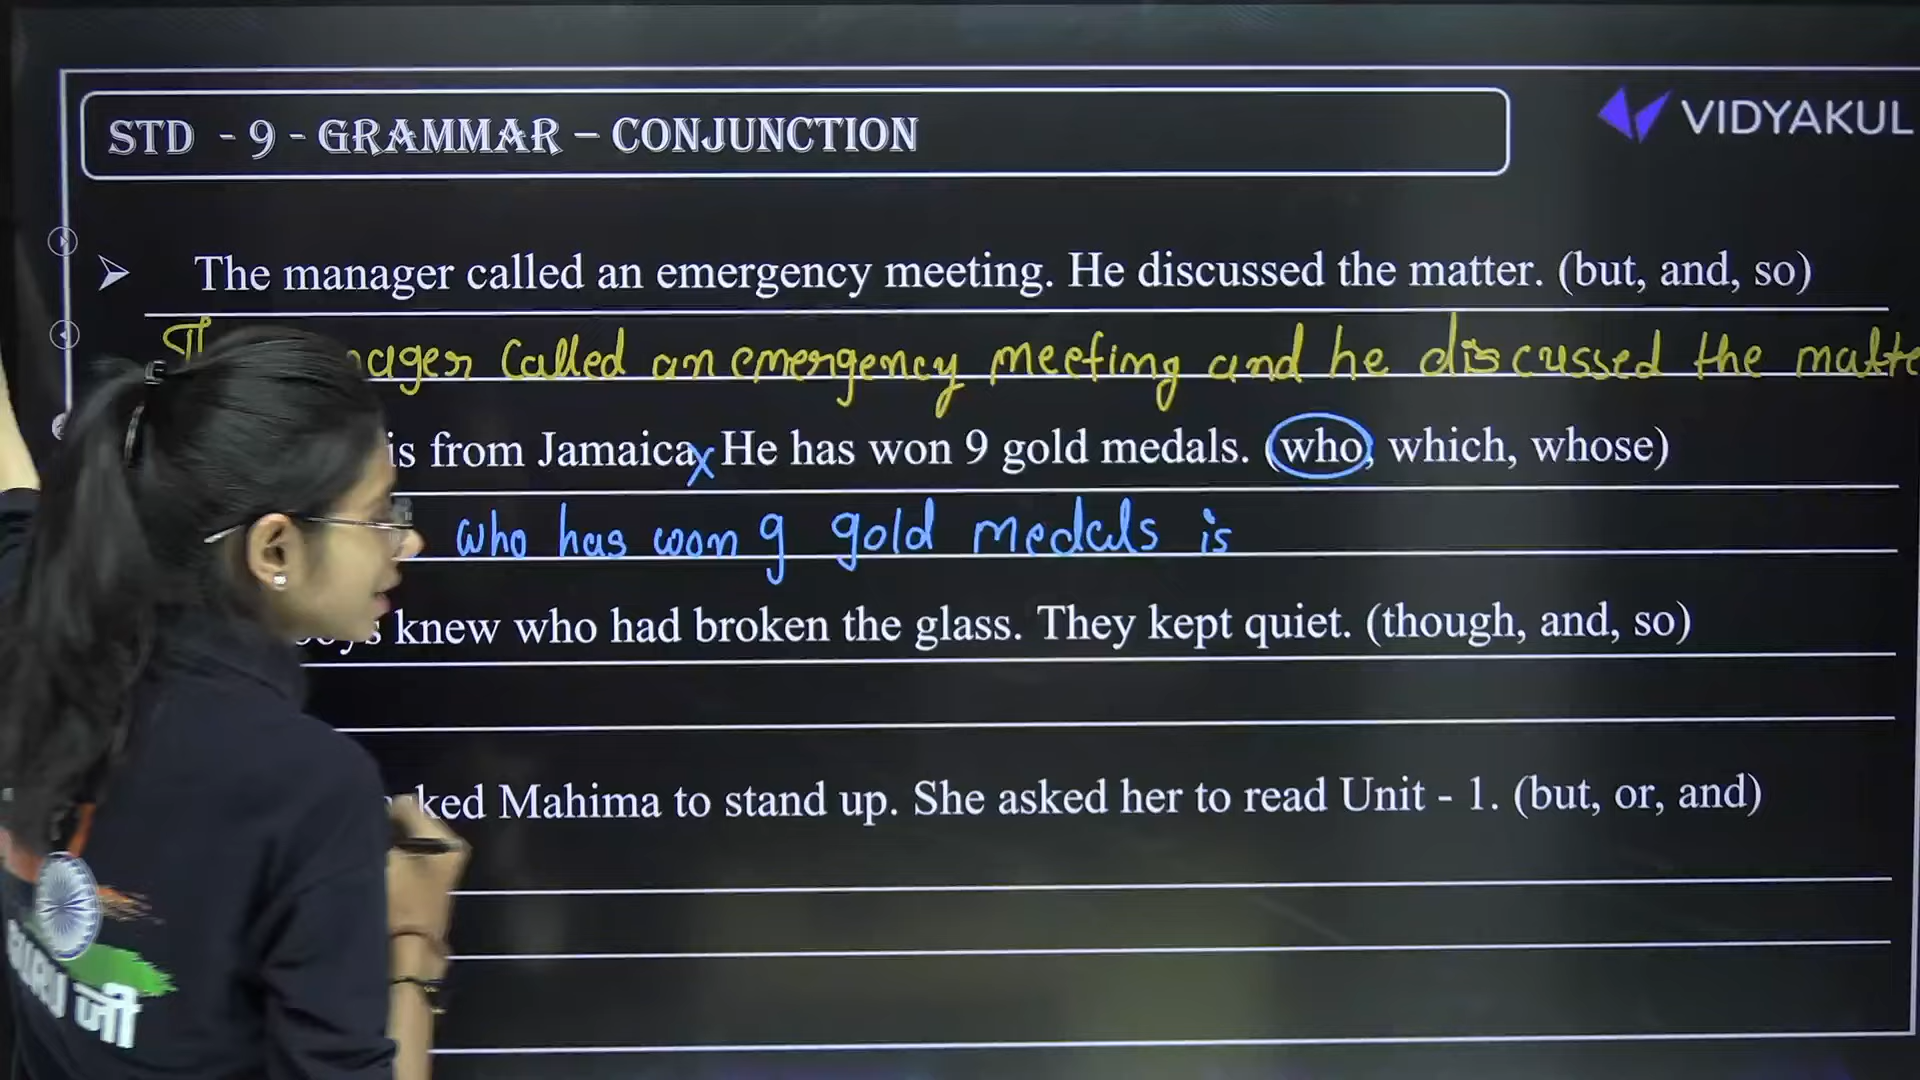 STD - 9 - GRAMMAR – CONJUNCTION
VIDYAKUL
The manager called an emergency meeting. He discussed the matter. (but, and, so)
called an emergency meeting and he discussed the matte
is from Jamaica x He has won 9 gold medals. (who, which, whose)
who has won 9 gold medals is
knew who had broken the glass. They kept quiet. (though, and, so)
Mahima to stand up. She asked her to read Unit - 1. (but, or, and)
जी